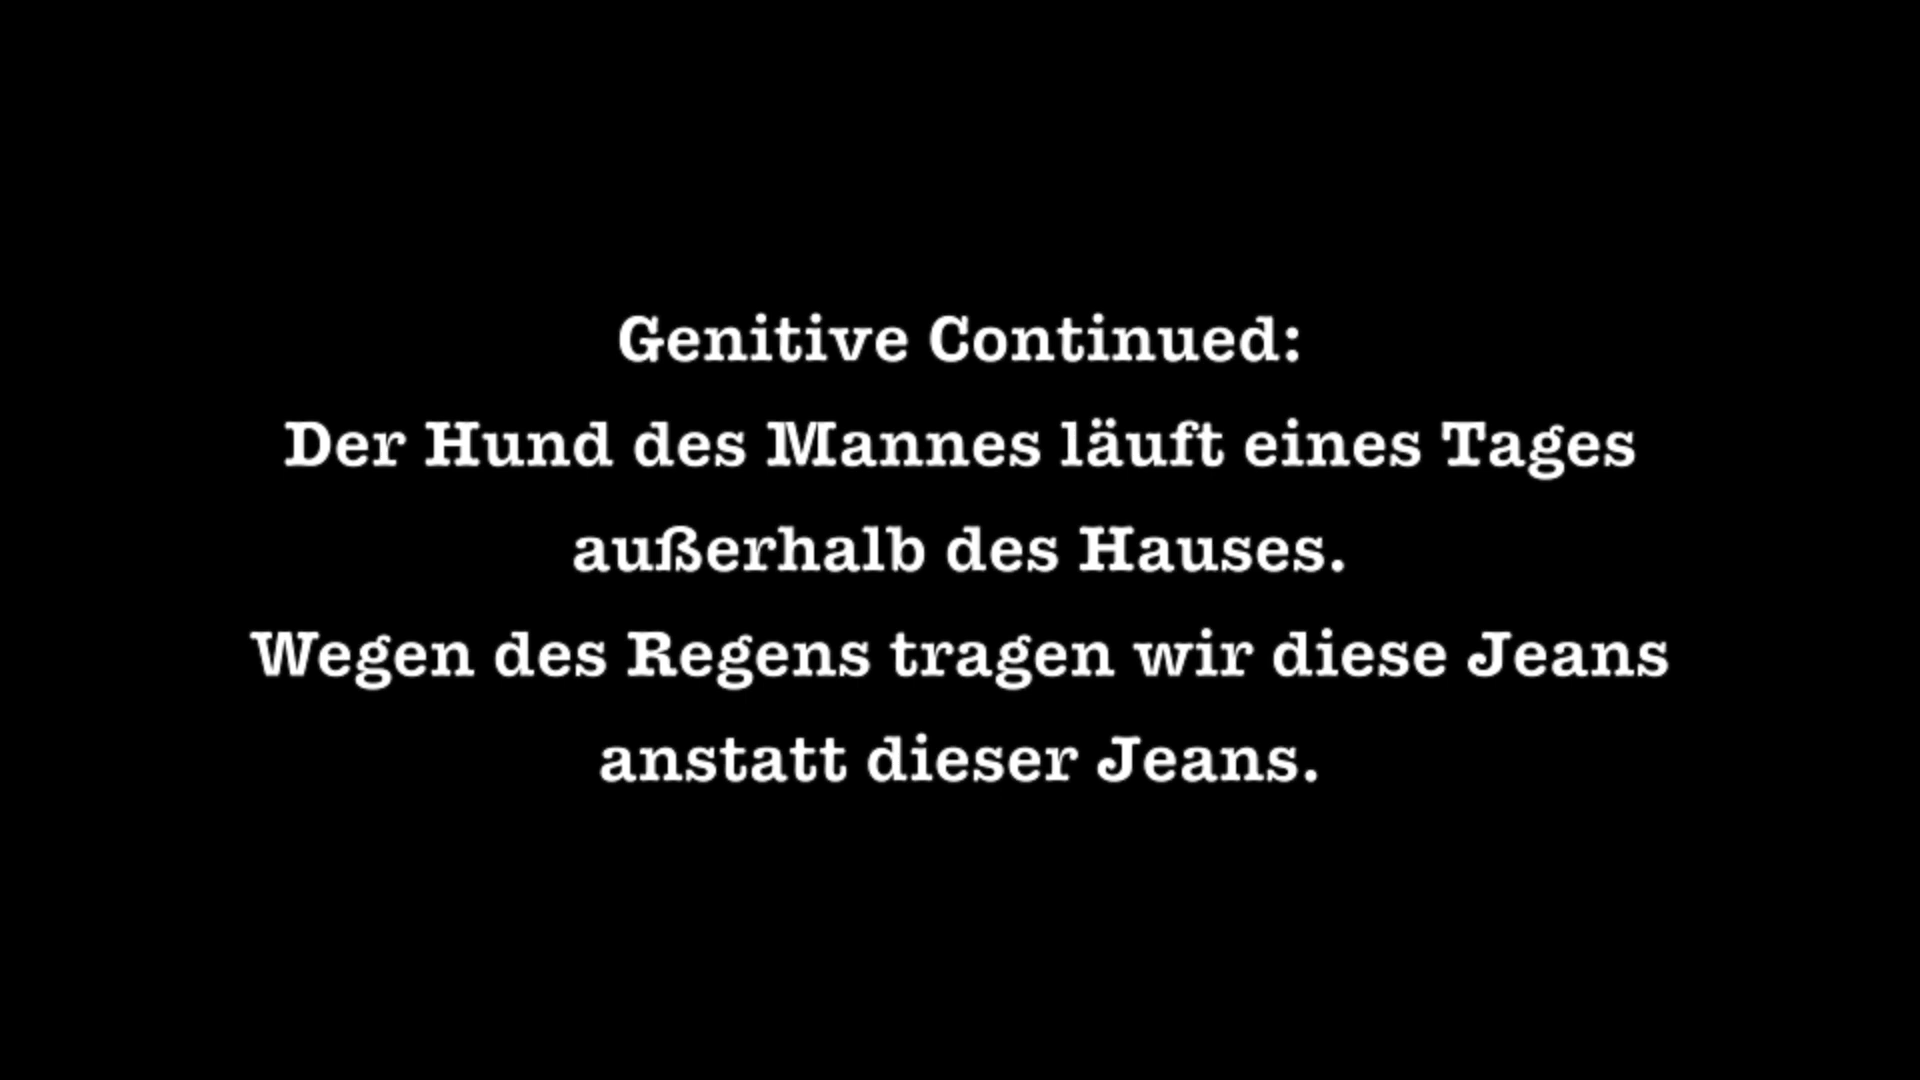 Genitive Continued:
Der Hund des Mannes läuft eines Tages
außerhalb des Hauses.
Wegen des Regens tragen wir diese Jeans
anstatt dieser Jeans.